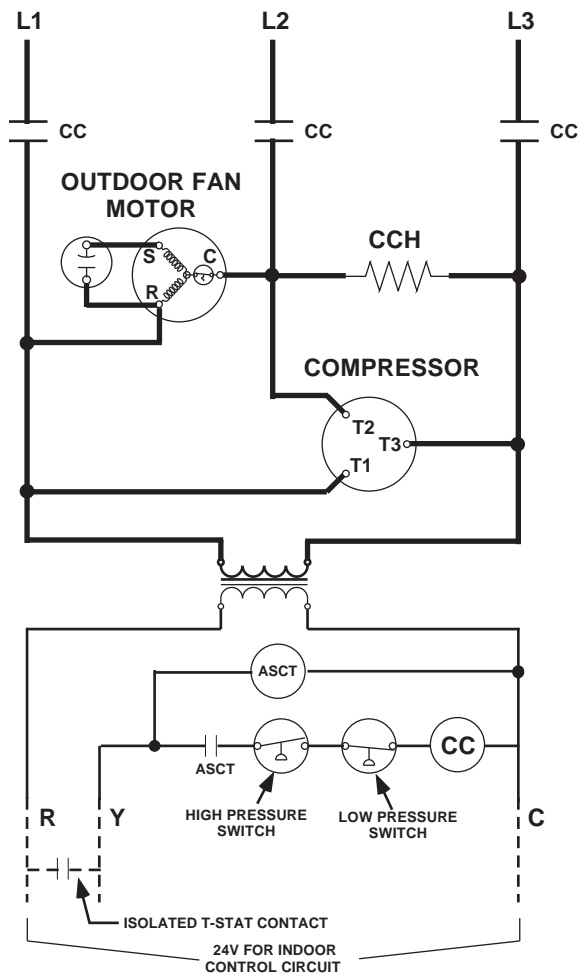 L1 L2 L3
CC CC CC
OUTDOOR FAN
MOTOR
CCH
S C
R
COMPRESSOR
T2
T3
T1
ASCT
ASCT
CC
HIGH PRESSURE
SWITCH
LOW PRESSURE
SWITCH
R Y C
ISOLATED T-STAT CONTACT
24V FOR INDOOR
CONTROL CIRCUIT